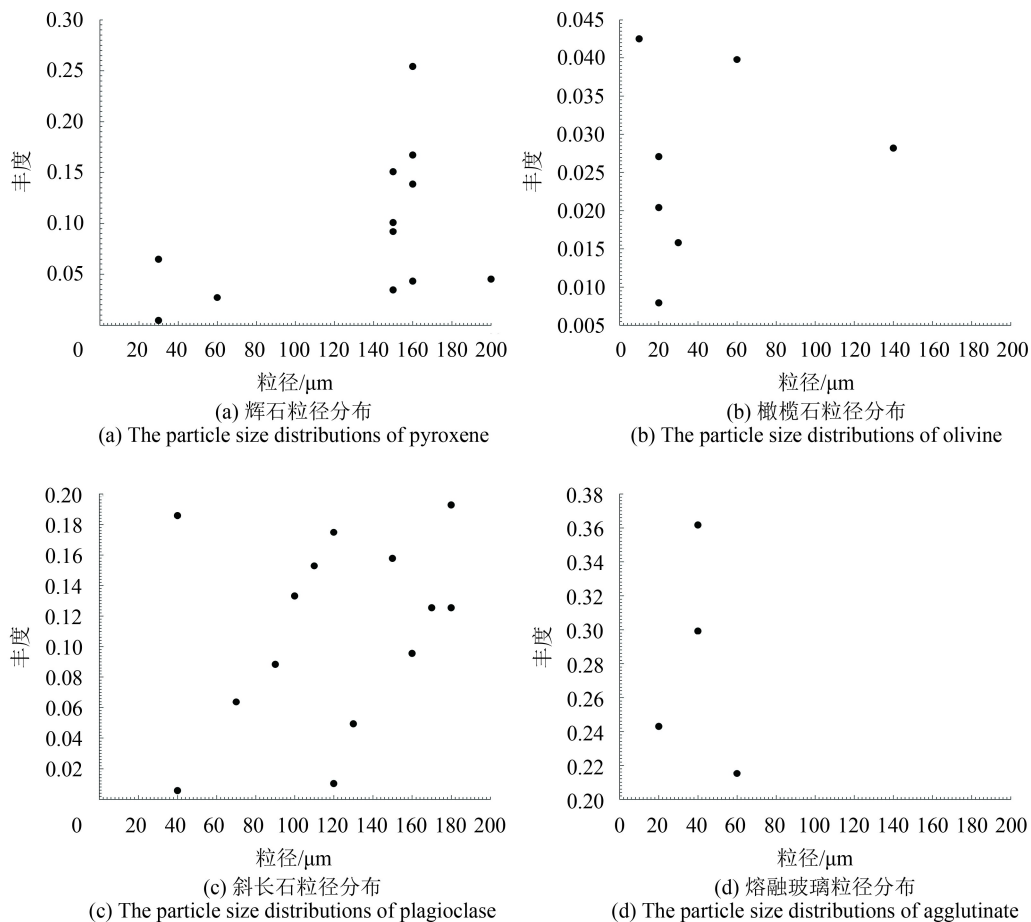 0.30
0.25
0.20
0.15
0.10
0.05
丰度
0 20 40 60 80 100 120 140 160 180 200
粒径/μm
(a) 辉石粒径分布
(a) The particle size distributions of pyroxene
0.045
0.045
0.030
0.030
0.025
0.020
0.015
0.010
0.005
丰度
0 20 40 60 80 100 120 140 160 180 200
粒径/μm
(b) 橄榄石粒径分布
(b) The particle size distributions of olivine
0.20
0.18
0.16
0.14
0.12
0.10
0.08
0.06
0.04
0.02
丰度
0 20 40 60 80 100 120 140 160 180 200
粒径/μm
(c) 斜长石粒径分布
(c) The particle size distributions of plagioclase
0.38
0.36
0.34
0.32
0.30
0.28
0.26
0.24
0.22
0.20
丰度
0 20 40 60 80 100 120 140 160 180 200
粒径/μm
(d) 熔融玻璃粒径分布
(d) The particle size distributions of agglutinate